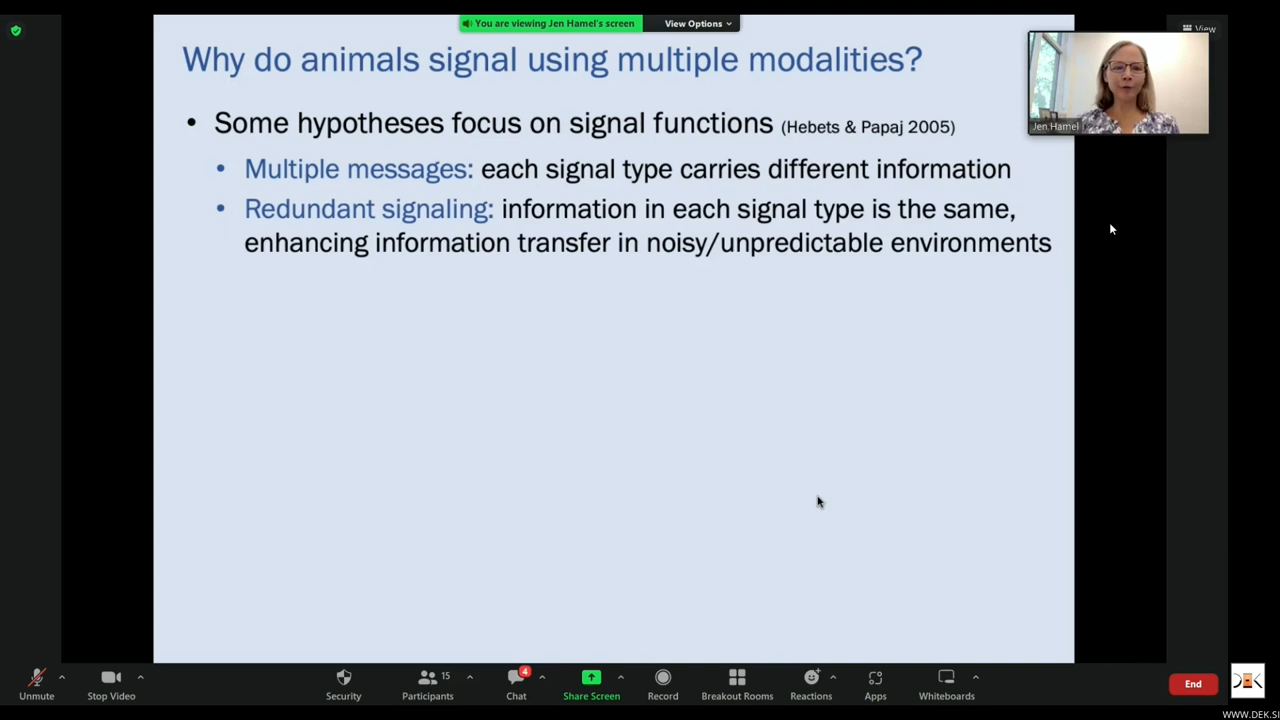 You are viewing Jen Hamel's screen
View Options
View
Why do animals signal using multiple modalities?
Jen Hamel
• Some hypotheses focus on signal functions (Hebets & Papaj 2005)
• Multiple messages: each signal type carries different information
• Redundant signaling: information in each signal type is the same,
enhancing information transfer in noisy/unpredictable environments
15
4
Unmute
Stop Video
Security
Participants
Chat
Share Screen
Record
Breakout Rooms
Reactions
Apps
Whiteboards
End
WWW.DEK.SI